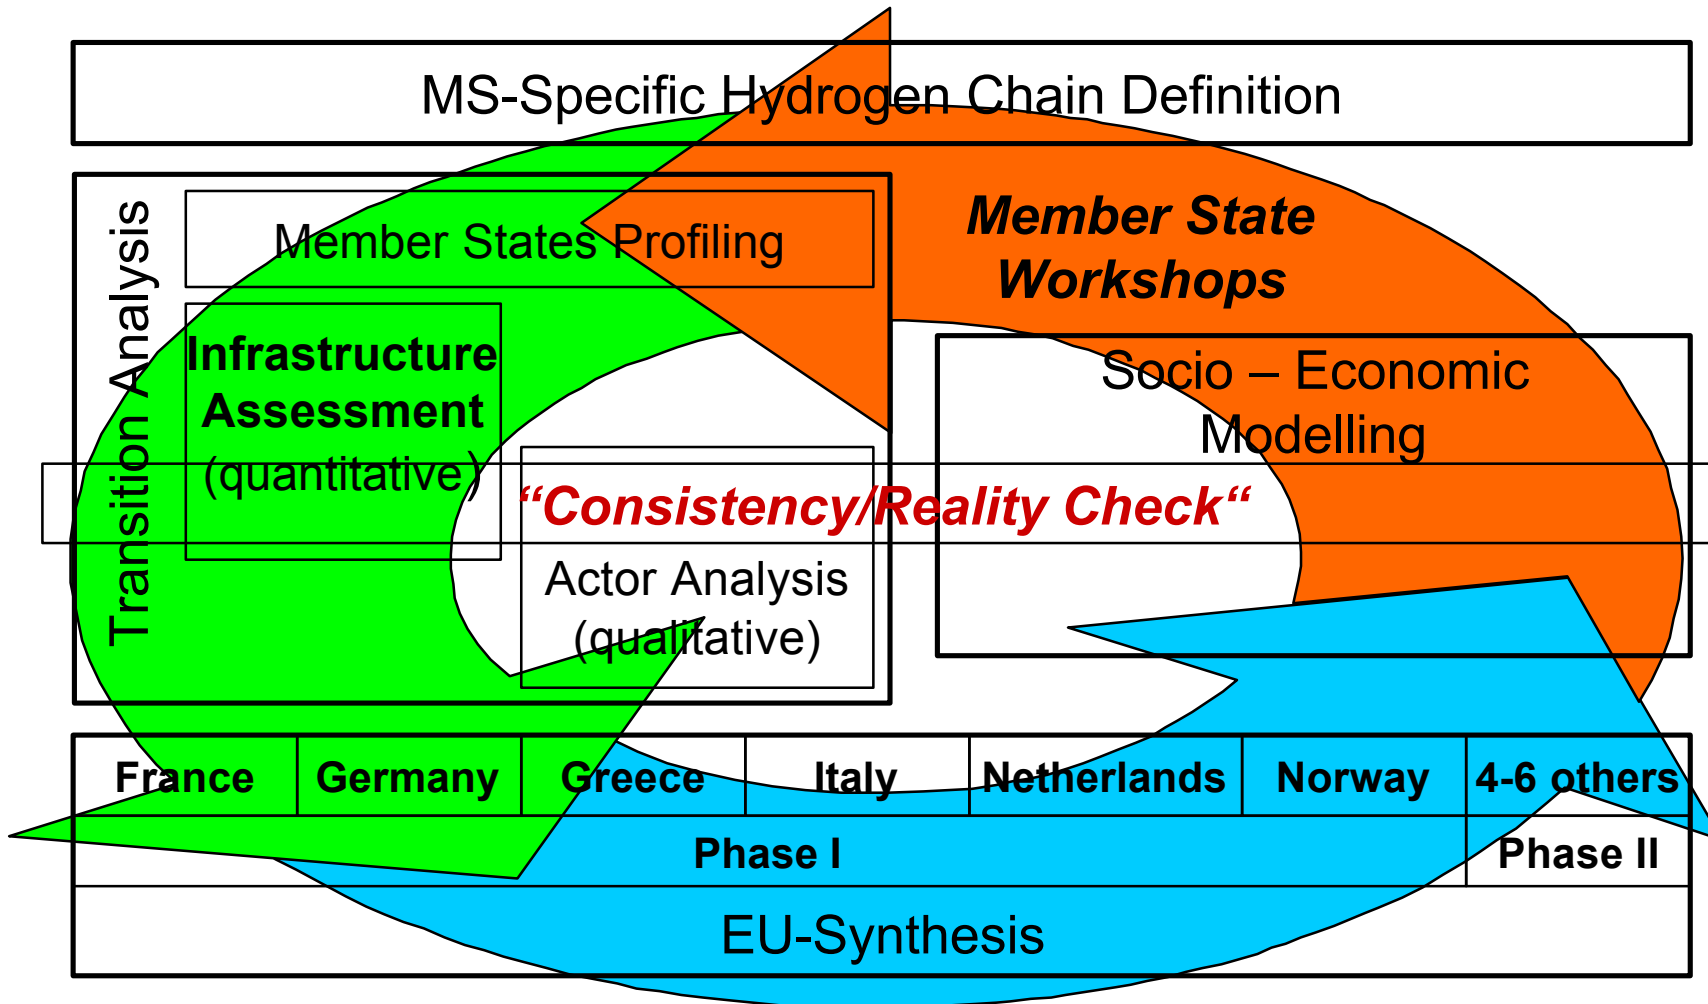 MS-Specific Hydrogen Chain Definition
Transition Analysis
Member States Profiling
Member State
Workshops
Infrastructure
Assessment
(quantitative)
Socio – Economic
Modelling
“Consistency/Reality Check“
Actor Analysis
(qualitative)
France Germany Greece Italy Netherlands Norway 4-6 others
Phase I Phase II
EU-Synthesis